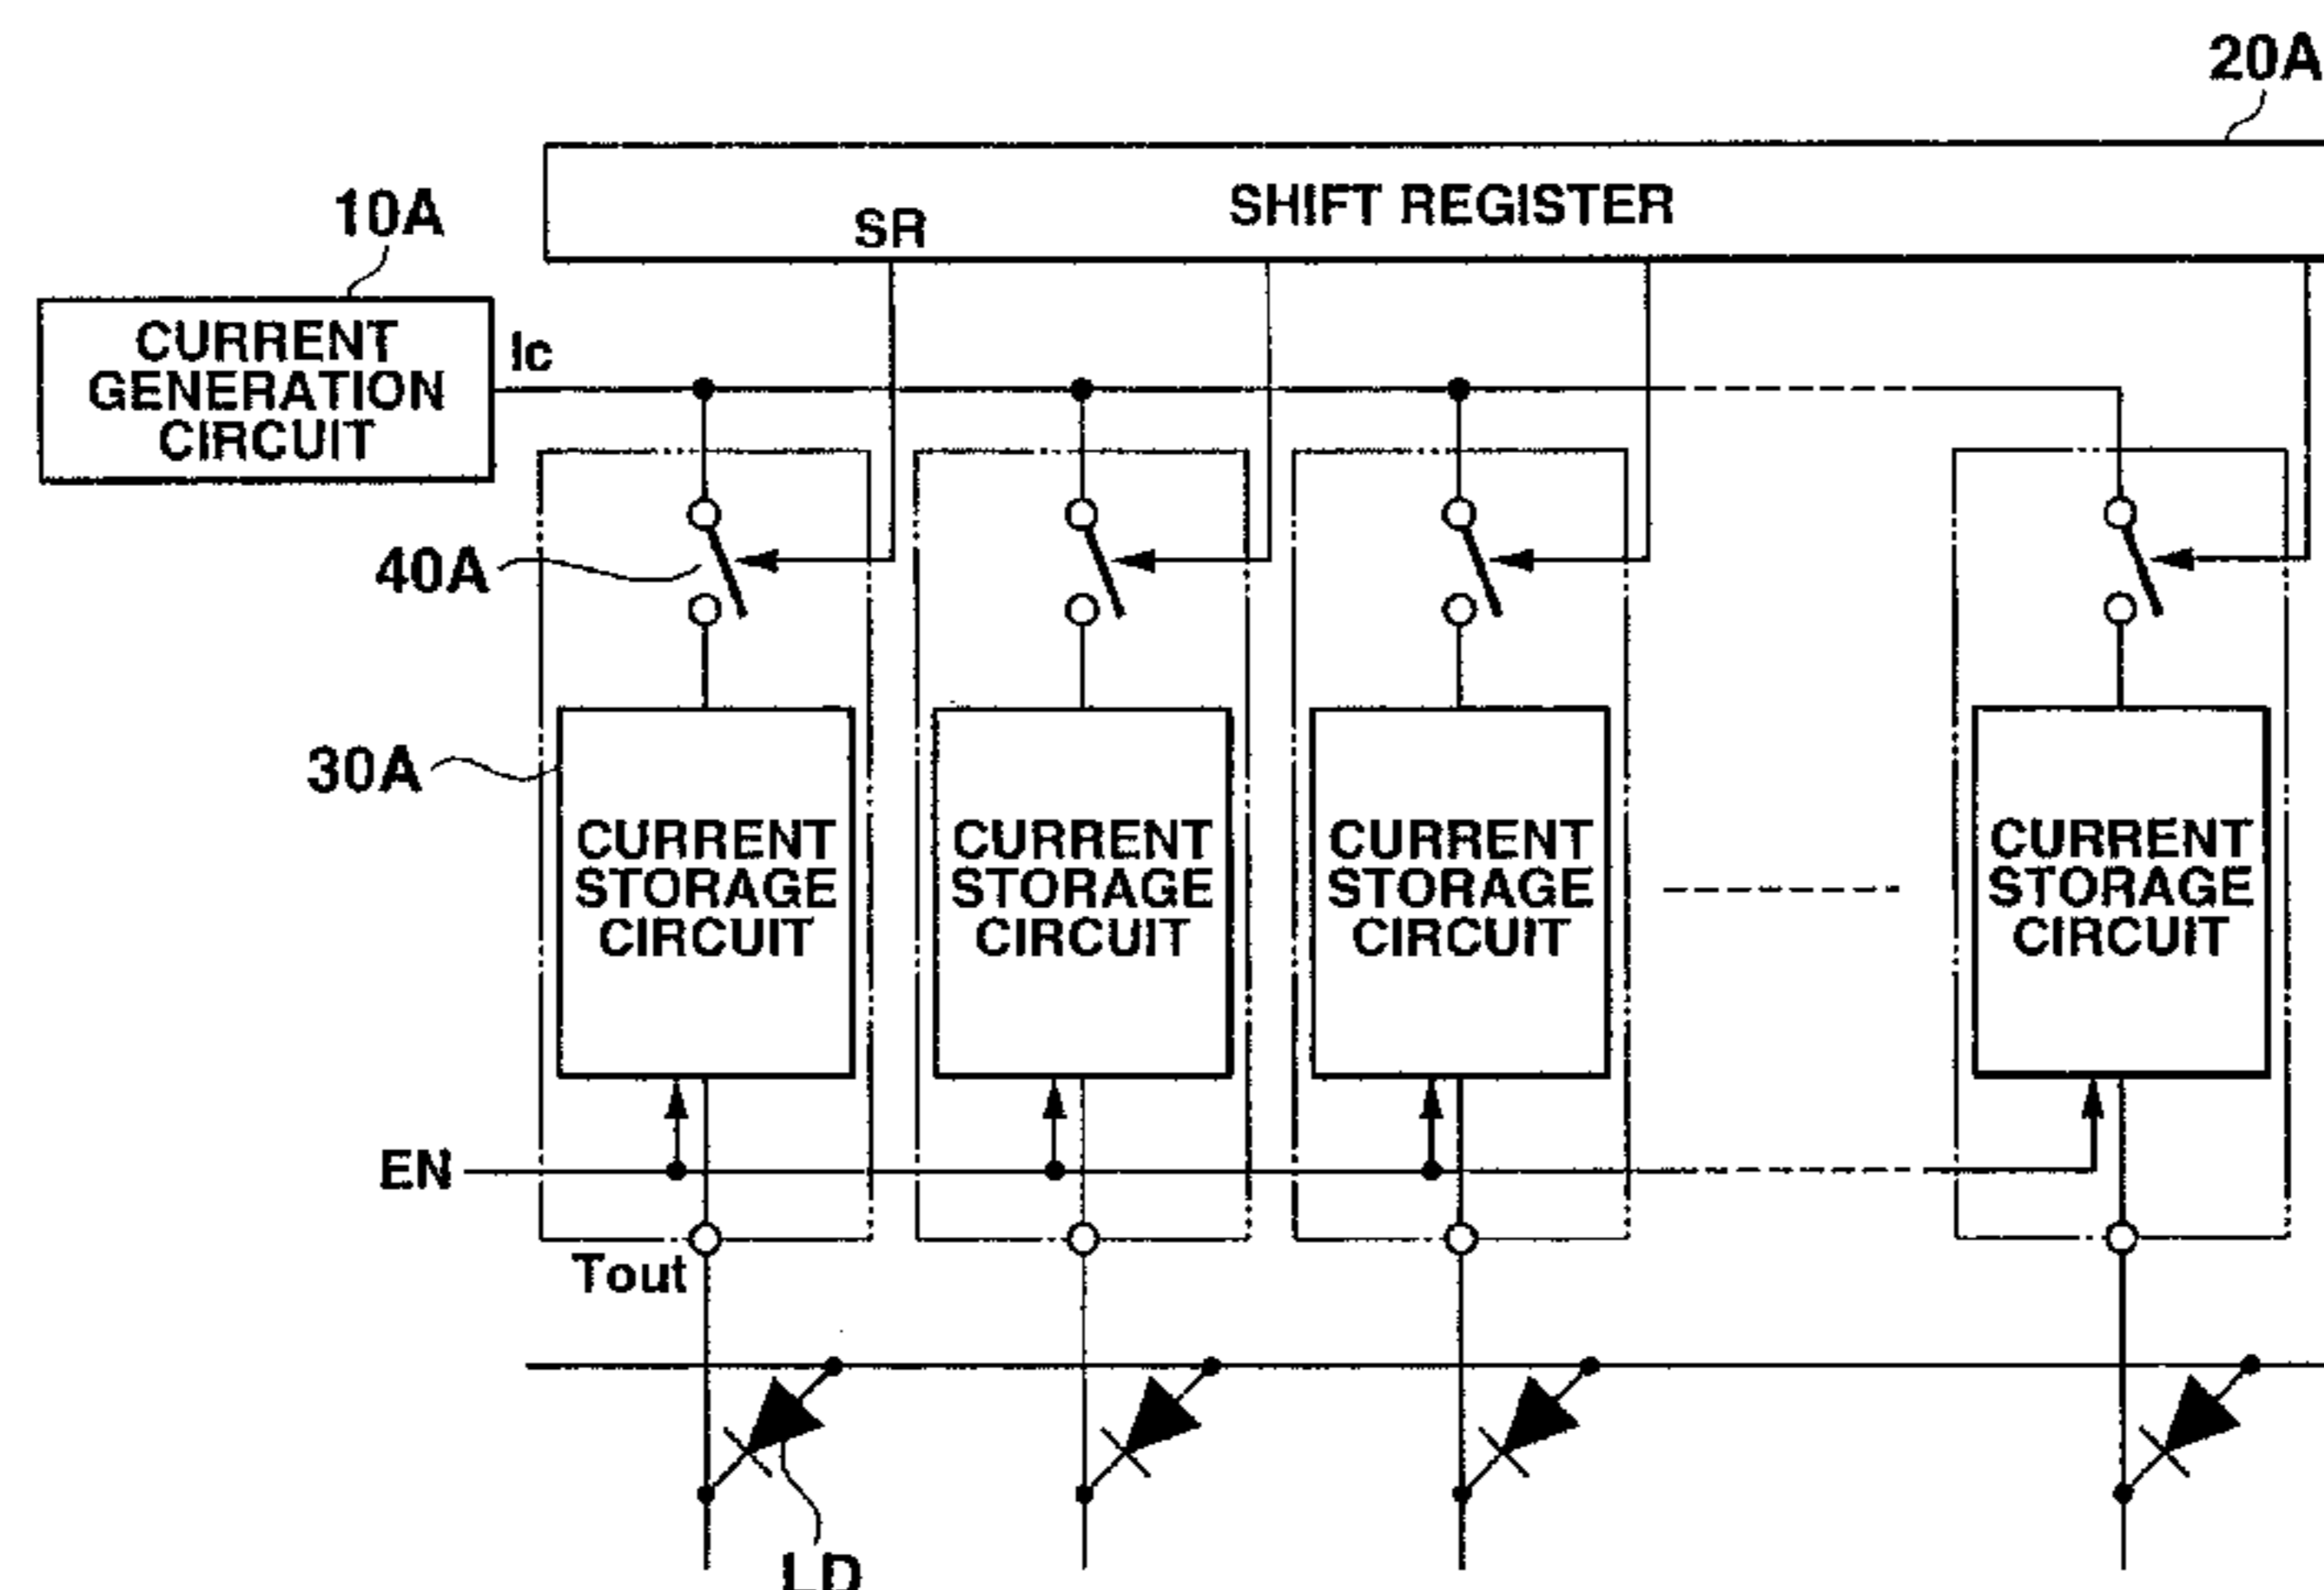 20A
SHIFT REGISTER
SR
10A
CURRENT
GENERATION
CIRCUIT
Ic
40A
30A
CURRENT
STORAGE
CIRCUIT
CURRENT
STORAGE
CIRCUIT
CURRENT
STORAGE
CIRCUIT
CURRENT
STORAGE
CIRCUIT
EN
Tout
LD